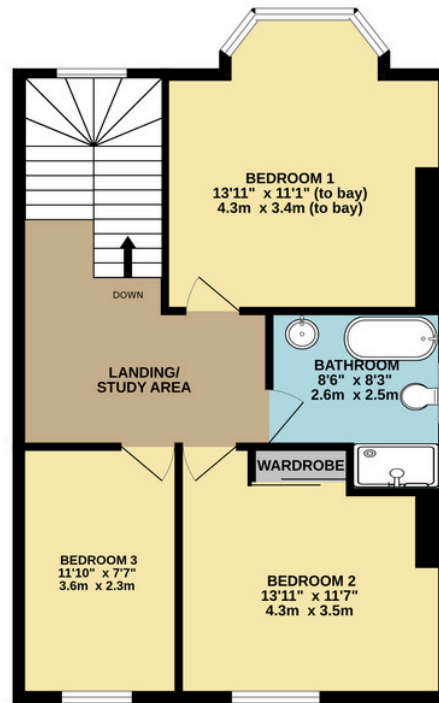 BEDROOM 1
13'11" x 11'1" (to bay)
4.3m x 3.4m (to bay)
DOWN
LANDING/
STUDY AREA
BATHROOM
8'6" x 8'3"
2.6m x 2.5m
WARDROBE
BEDROOM 3
11'10" x 7'7"
3.6m x 2.3m
BEDROOM 2
13'11" x 11'7"
4.3m x 3.5m